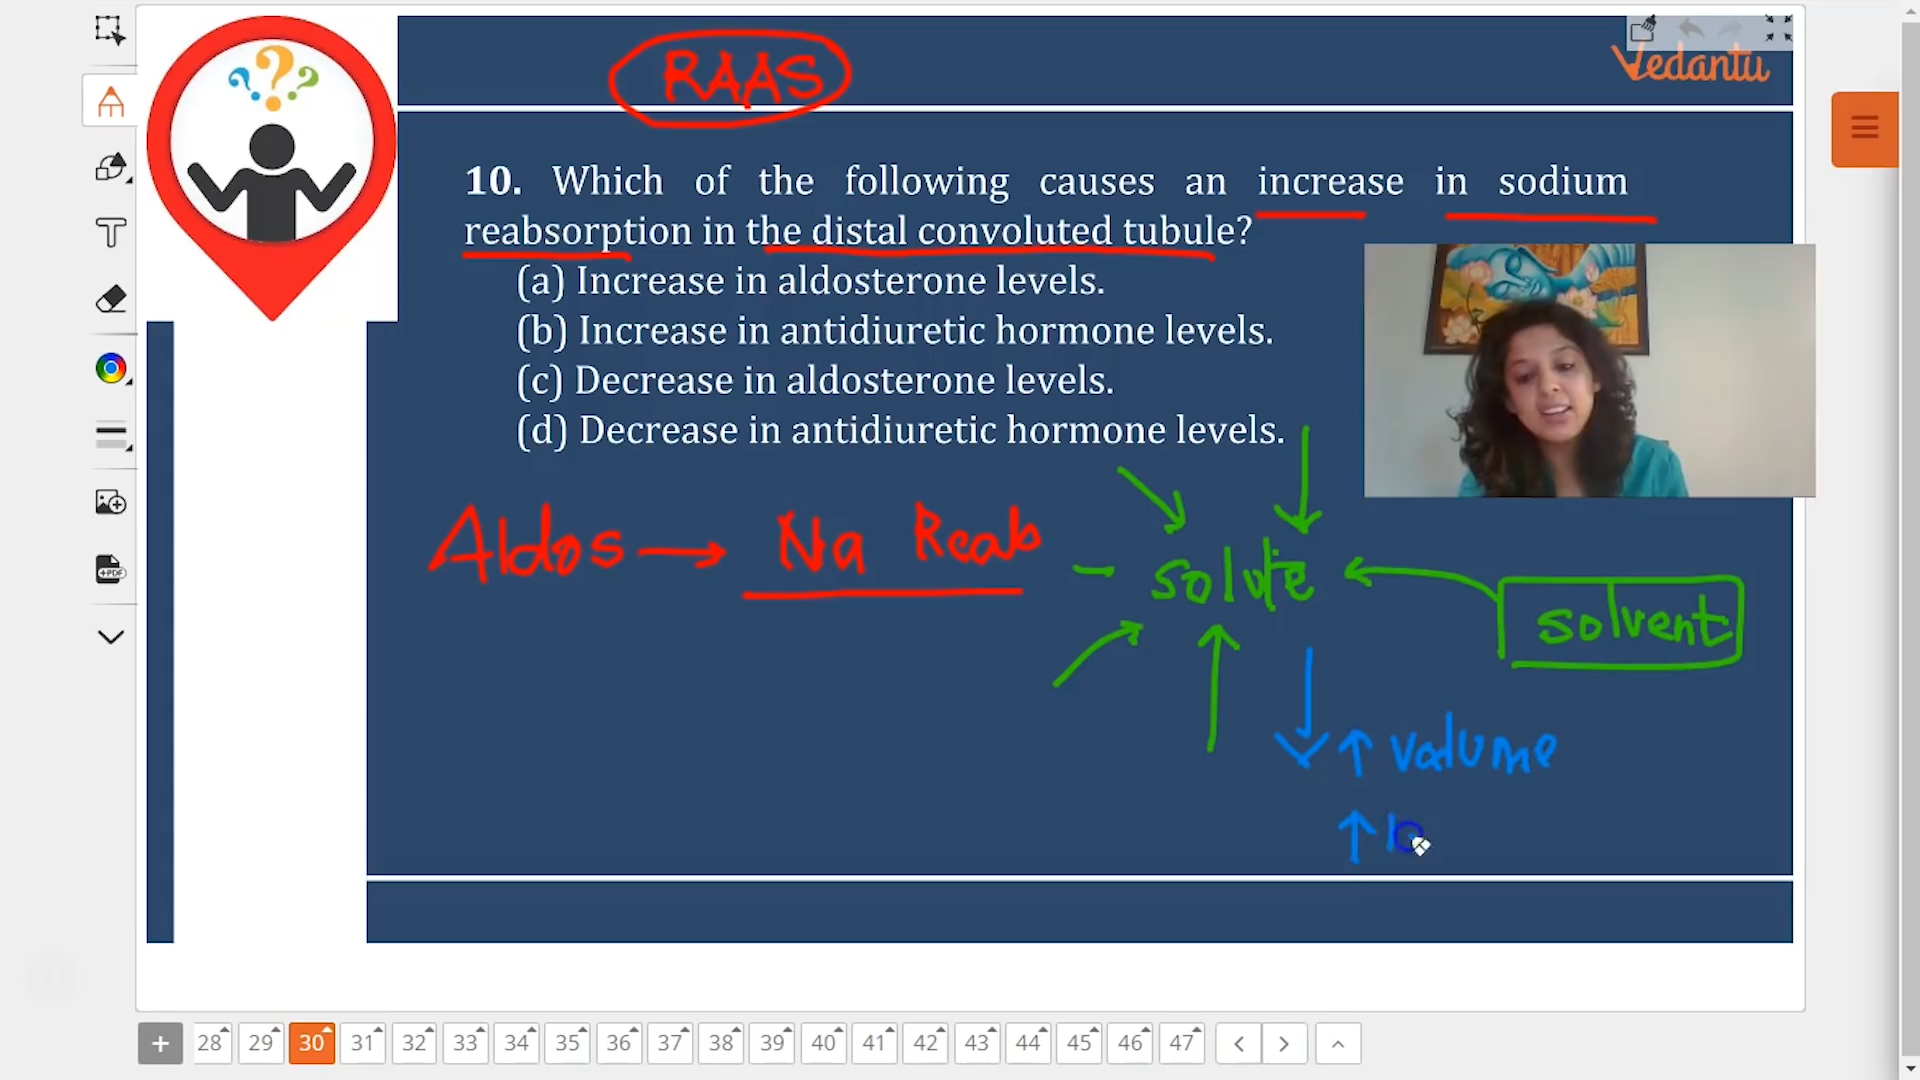 RAAS
Vedantu
10. Which of the following causes an increase in sodium
reabsorption in the distal convoluted tubule?
(a) Increase in aldosterone levels.
(b) Increase in antidiuretic hormone levels.
(c) Decrease in aldosterone levels.
(d) Decrease in antidiuretic hormone levels.
Aldos → Na Reab – solute ← solvent
↓ ↑ volume
↑
T
+PDF
+ 28 29 30 31 32 33 34 35 36 37 38 39 40 41 42 43 44 45 46 47 < >